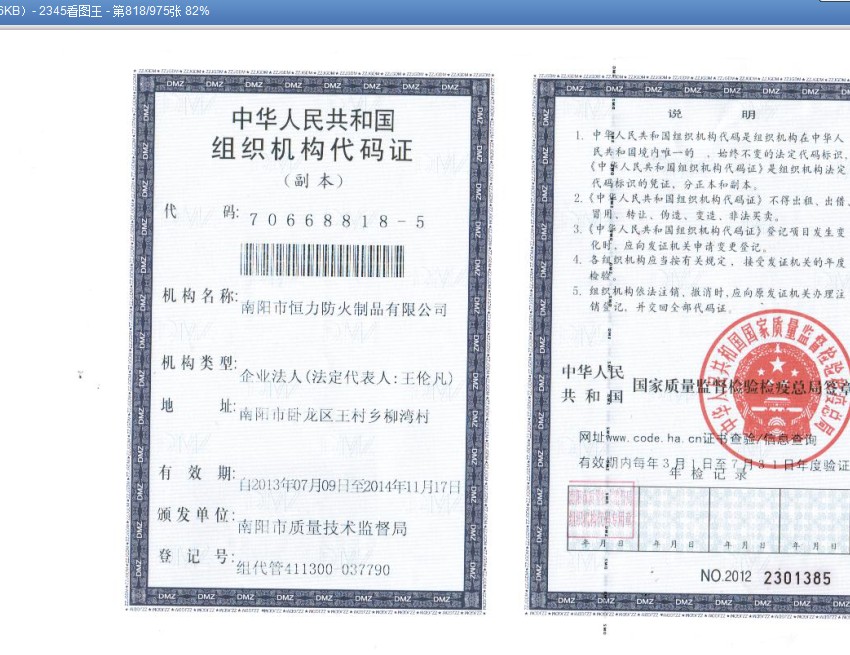 6KB) - 2345看图王 - 第818/975张 82%
中华人民共和国
组织机构代码证
(副本)
代 码: 70668818-5
机构名称: 南阳市恒力防火制品有限公司
机构类型: 企业法人(法定代表人:王伦凡)
地 址: 南阳市卧龙区王村乡柳湾村
有 效 期: 自2013年07月09日至2014年11月17日
颁发单位: 南阳市质量技术监督局
登 记 号: 组代管411300-037790
说 明
1. 中华人民共和国组织机构代码是组织机构在中华人
民共和国境内唯一的、始终不变的法定代码标识,
《中华人民共和国组织机构代码证》是组织机构法定
代码标识的凭证,分正本和副本。
2.《中华人民共和国组织机构代码证》不得出租、出借、
冒用、转让、伪造、变造、非法买卖。
3.《中华人民共和国组织机构代码证》登记项目发生变
化时,应向发证机关申请变更登记。
4. 各组织机构应当按有关规定,接受发证机关的年度
检验。
5. 组织机构依法注销、撤消时,应向原发证机关办理注
销登记,并交回全部代码证。
中华人民
共和国 国家质量监督检验检疫总局签章
网址www.code.ha.cn证书查验/信息查询
有效期内每年3月1日至7月31日年度验证
年检记录
年 月 日 年 月 日 年 月 日 年 月 日
NO.2012 2301385